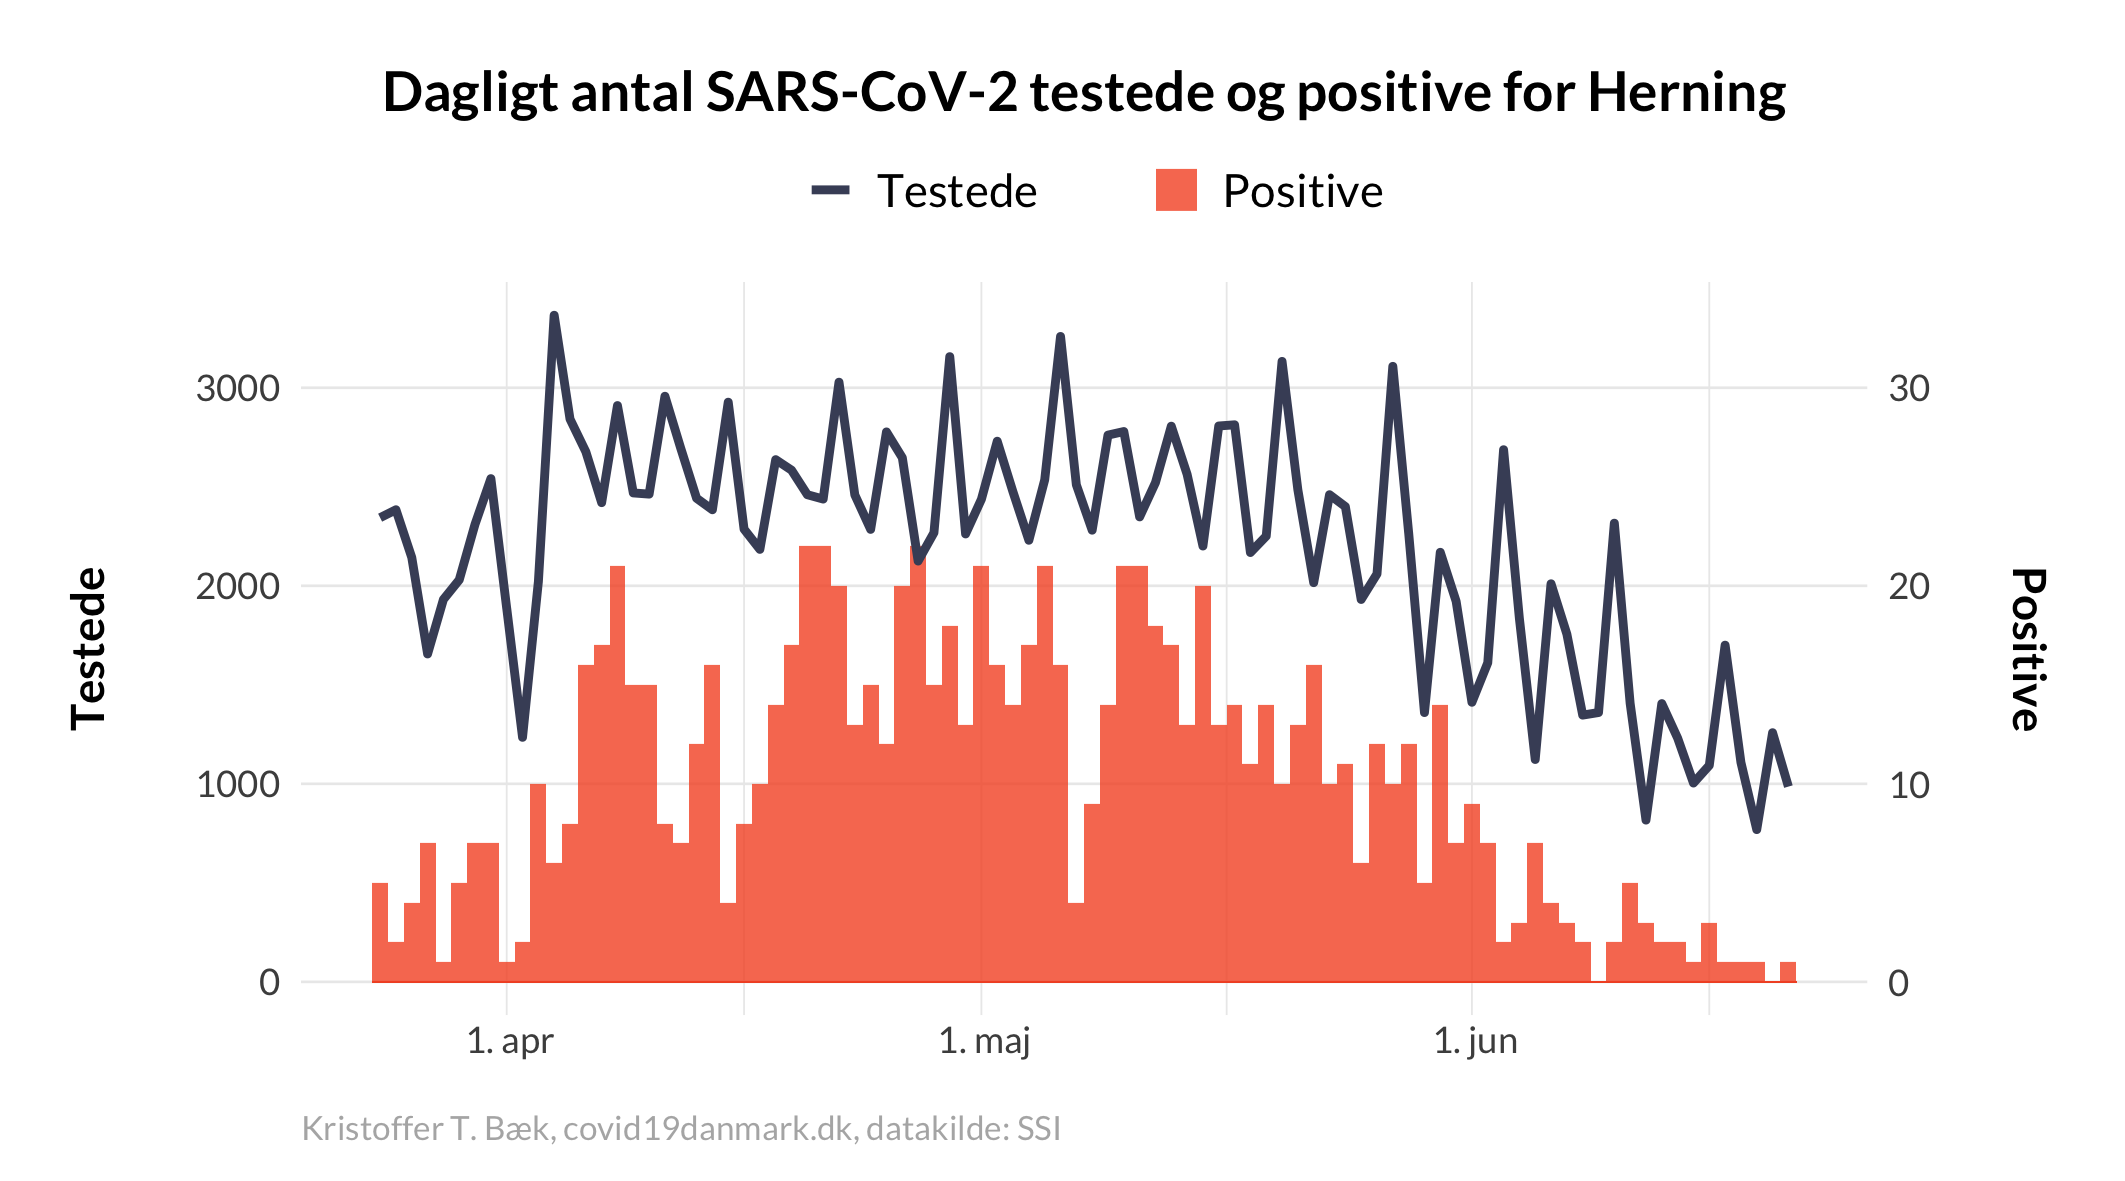 Dagligt antal SARS-CoV-2 testede og positive for Herning
Testede
Positive
3000
2000
1000
0
Testede
30
20
10
0
Positive
1. apr
1. maj
1. jun
Kristoffer T. Bæk, covid19danmark.dk, datakilde: SSI